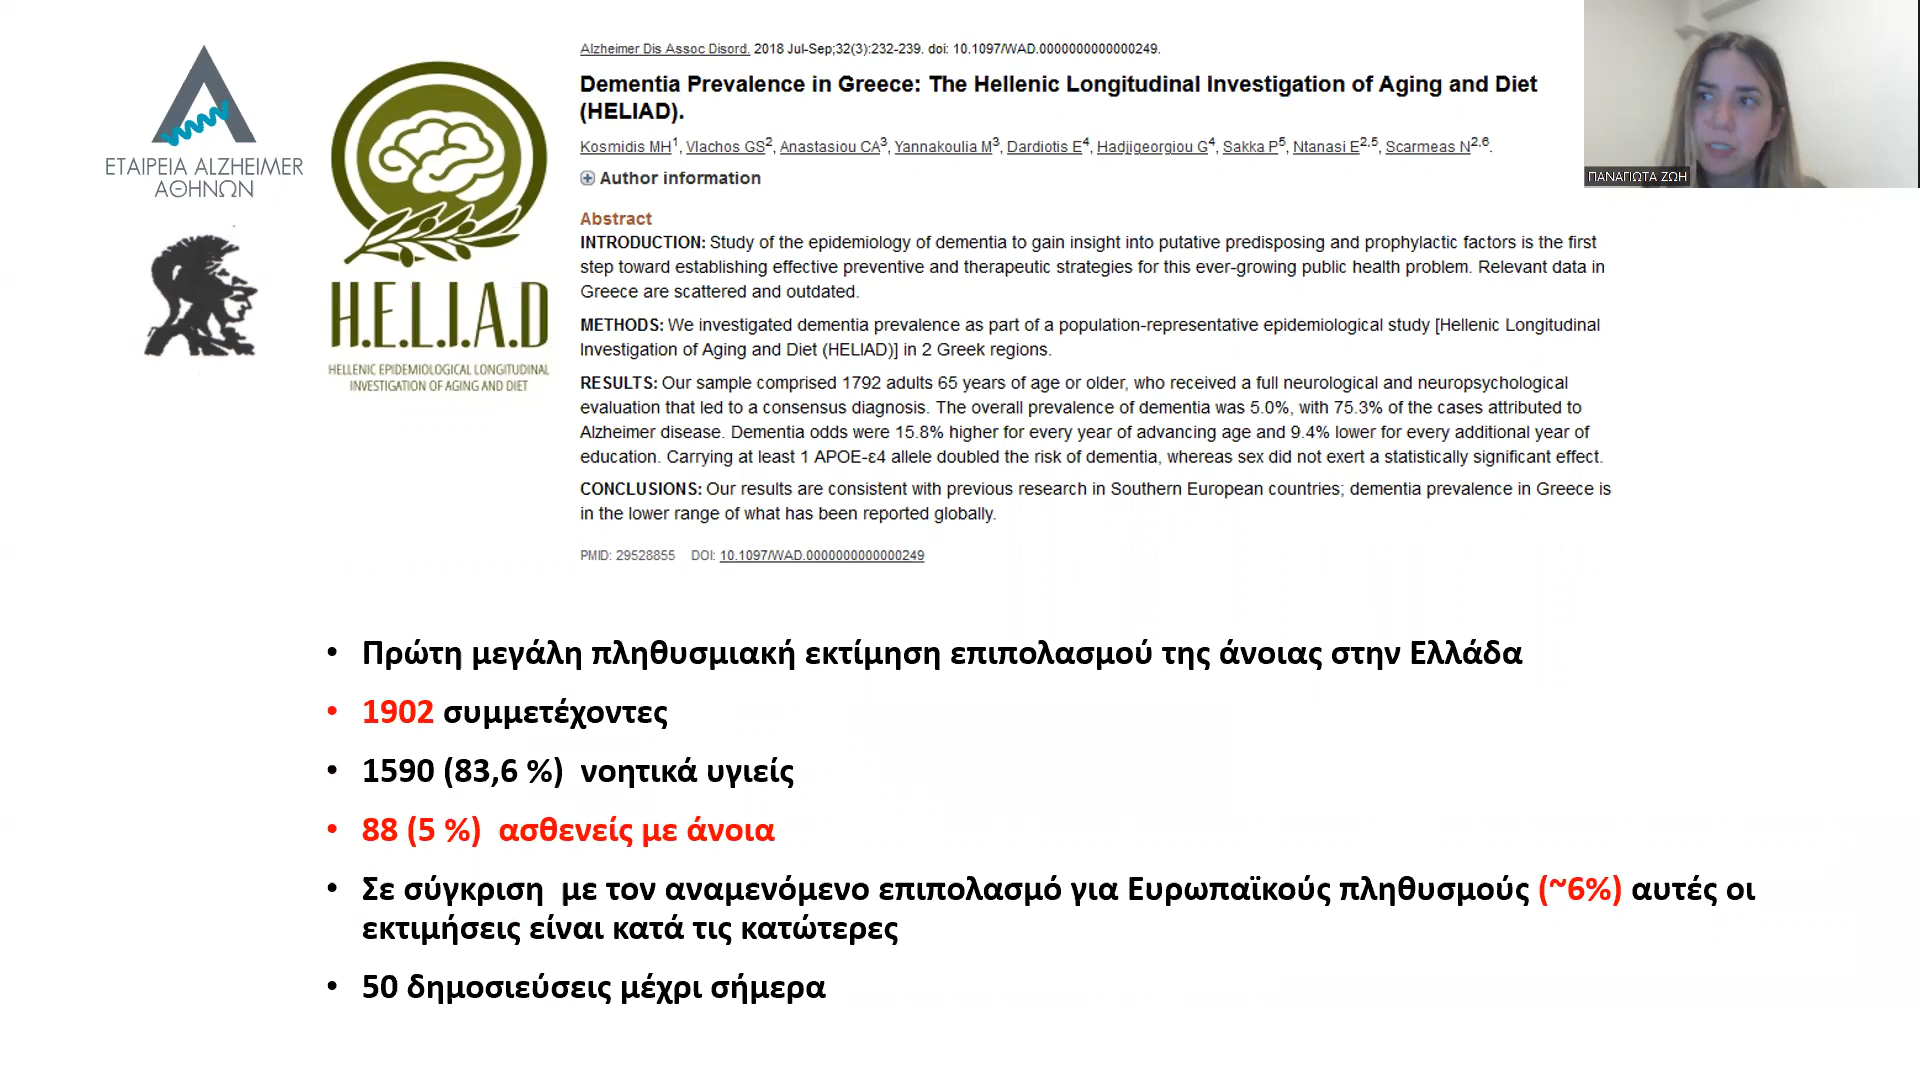 ΕΤΑΙΡΕΙΑ ALZHEIMER
ΑΘΗΝΩΝ
H.E.L.I.A.D
HELLENIC EPIDEMIOLOGICAL LONGITUDINAL
INVESTIGATION OF AGING AND DIET
Alzheimer Dis Assoc Disord. 2018 Jul-Sep;32(3):232-239. doi: 10.1097/WAD.0000000000000249.
Dementia Prevalence in Greece: The Hellenic Longitudinal Investigation of Aging and Diet
(HELIAD).
Kosmidis MH1, Vlachos GS2, Anastasiou CA3, Yannakoulia M3, Dardiotis E4, Hadjigeorgiou G4, Sakka P5, Ntanasi E2,5, Scarmeas N2,6.
Author information
Abstract
INTRODUCTION: Study of the epidemiology of dementia to gain insight into putative predisposing and prophylactic factors is the first
step toward establishing effective preventive and therapeutic strategies for this ever-growing public health problem. Relevant data in
Greece are scattered and outdated.
METHODS: We investigated dementia prevalence as part of a population-representative epidemiological study [Hellenic Longitudinal
Investigation of Aging and Diet (HELIAD)] in 2 Greek regions.
RESULTS: Our sample comprised 1792 adults 65 years of age or older, who received a full neurological and neuropsychological
evaluation that led to a consensus diagnosis. The overall prevalence of dementia was 5.0%, with 75.3% of the cases attributed to
Alzheimer disease. Dementia odds were 15.8% higher for every year of advancing age and 9.4% lower for every additional year of
education. Carrying at least 1 APOE-ε4 allele doubled the risk of dementia, whereas sex did not exert a statistically significant effect.
CONCLUSIONS: Our results are consistent with previous research in Southern European countries; dementia prevalence in Greece is
in the lower range of what has been reported globally.
PMID: 29528855 DOI: 10.1097/WAD.0000000000000249
ΠΑΝΑΓΙΩΤΑ ΖΩΗ
• Πρώτη μεγάλη πληθυσμιακή εκτίμηση επιπολασμού της άνοιας στην Ελλάδα
• 1902 συμμετέχοντες
• 1590 (83,6 %) νοητικά υγιείς
• 88 (5 %) ασθενείς με άνοια
• Σε σύγκριση με τον αναμενόμενο επιπολασμό για Ευρωπαϊκούς πληθυσμούς (~6%) αυτές οι
εκτιμήσεις είναι κατά τις κατώτερες
• 50 δημοσιεύσεις μέχρι σήμερα